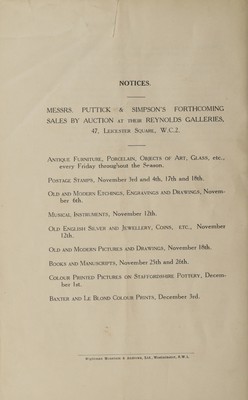 NOTICES.
MESSRS. PUTTICK & SIMPSON'S FORTHCOMING
SALES BY AUCTION AT THEIR REYNOLDS GALLERIES,
47, LEICESTER SQUARE, W.C.2.
ANTIQUE FURNITURE, PORCELAIN, OBJECTS OF ART, GLASS, ETC.,
every Friday throughout the Season.
POSTAGE STAMPS, November 3rd and 4th, 17th and 18th.
OLD AND MODERN ETCHINGS, ENGRAVINGS AND DRAWINGS, Novem-
ber 6th.
MUSICAL INSTRUMENTS, November 12th.
OLD ENGLISH SILVER AND JEWELLERY, COINS, ETC., November
12th.
OLD AND MODERN PICTURES AND DRAWINGS, November 18th.
BOOKS AND MANUSCRIPTS, November 25th and 26th.
COLOUR PRINTED PICTURES ON STAFFORDSHIRE POTTERY, Decem-
ber 1st.
BAXTER AND LE BLOND COLOUR PRINTS, December 3rd.